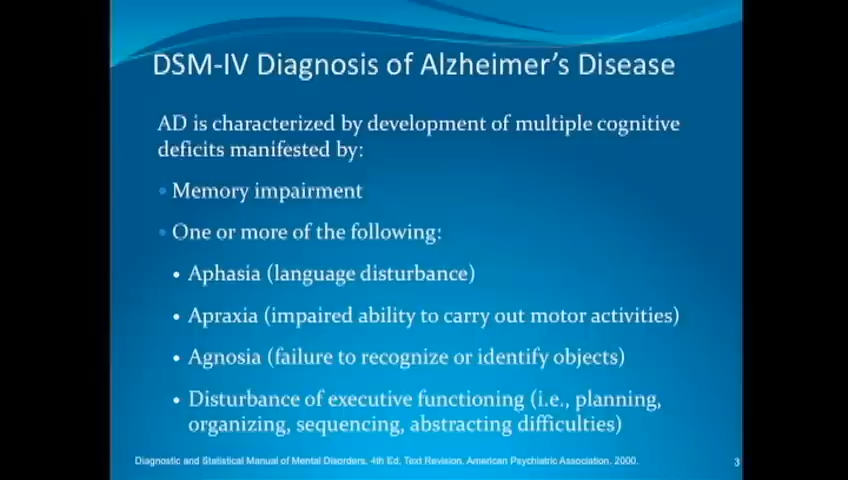 DSM-IV Diagnosis of Alzheimer's Disease
AD is characterized by development of multiple cognitive
deficits manifested by:
• Memory impairment
• One or more of the following:
• Aphasia (language disturbance)
• Apraxia (impaired ability to carry out motor activities)
• Agnosia (failure to recognize or identify objects)
• Disturbance of executive functioning (i.e., planning,
organizing, sequencing, abstracting difficulties)
Diagnostic and Statistical Manual of Mental Disorders, 4th Ed, Text Revision, American Psychiatric Association. 2000.
3